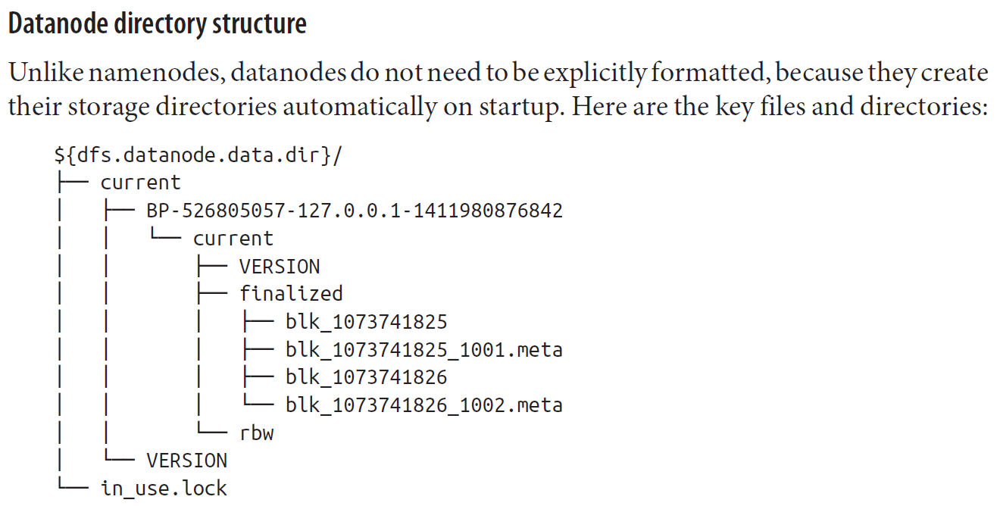 Datanode directory structure
Unlike namenodes, datanodes do not need to be explicitly formatted, because they create
their storage directories automatically on startup. Here are the key files and directories:
${dfs.datanode.data.dir}/
├── current
│   ├── BP-526805057-127.0.0.1-1411980876842
│   │   └── current
│   │       ├── VERSION
│   │       ├── finalized
│   │       │   ├── blk_1073741825
│   │       │   ├── blk_1073741825_1001.meta
│   │       │   ├── blk_1073741826
│   │       │   └── blk_1073741826_1002.meta
│   │       └── rbw
│   └── VERSION
└── in_use.lock